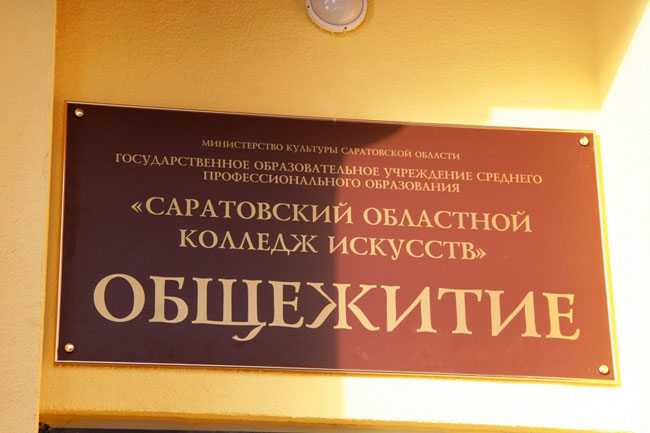 МИНИСТЕРСТВО КУЛЬТУРЫ САРАТОВСКОЙ ОБЛАСТИ
ГОСУДАРСТВЕННОЕ ОБРАЗОВАТЕЛЬНОЕ УЧРЕЖДЕНИЕ СРЕДНЕГО
ПРОФЕССИОНАЛЬНОГО ОБРАЗОВАНИЯ
«САРАТОВСКИЙ ОБЛАСТНОЙ
КОЛЛЕДЖ ИСКУССТВ»
ОБЩЕЖИТИЕ